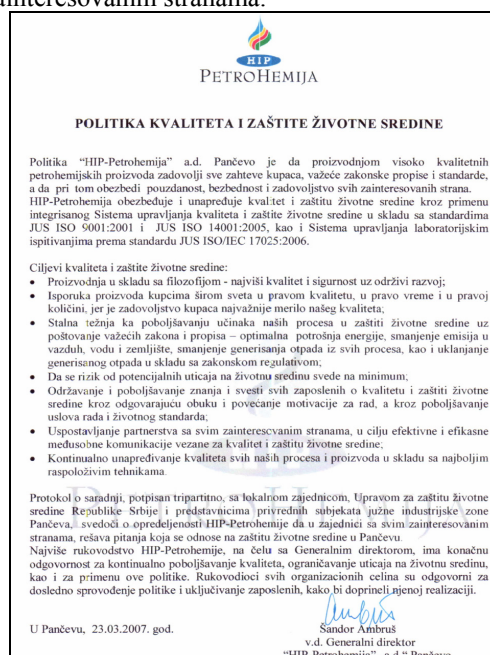 interesovanim stranama.
HIP
PETROHEMIJA
POLITIKA KVALITETA I ZAŠTITE ŽIVOTNE SREDINE
Politika "HIP-Petrohemija" a.d. Pančevo je da proizvodnjom visoko kvalitetnih
petrohemijskih proizvoda zadovolji sve zahteve kupaca, važeće zakonske propise i standarde,
a da pri tom obezbedi pouzdanost, bezbednost i zadovoljstvo svih zainteresovanih strana.
HIP-Petrohemija obezbeđuje i unapređuje kvalitet i zaštitu životne sredine kroz primenu
integrisanog Sistema upravljanja kvaliteta i zaštite životne sredine u skladu sa standardima
JUS ISO 9001:2001 i JUS ISO 14001:2005, kao i Sistema upravljanja laboratorijskim
ispitivanjima prema standardu JUS ISO/IEC 17025:2006.
Ciljevi kvaliteta i zaštite životne sredine:
• Proizvodnja u skladu sa filozofijom - najviši kvalitet i sigurnost uz održivi razvoj;
• Isporuka proizvoda kupcima širom sveta u pravom kvalitetu, u pravo vreme i u pravoj
količini, jer je zadovoljstvo kupaca najvažnije merilo našeg kvaliteta;
• Stalna težnja ka poboljšavanju učinaka naših procesa u zaštiti životne sredine uz
poštovanje važećih zakona i propisa – optimalna potrošnja energije, smanjenje emisija u
vazduh, vodu i zemljište, smanjenje generisanja otpada iz svih procesa, kao i uklanjanje
generisanog otpada u skladu sa zakonskom regulativom;
• Da se rizik od potencijalnih uticaja na životnu sredinu svede na minimum;
• Održavanje i poboljšavanje znanja i svesti svih zaposlenih o kvalitetu i zaštiti životne
sredine kroz odgovarajuću obuku i povećanje motivacije za rad, a kroz poboljšavanje
uslova rada i životnog standarda;
• Uspostavljanje partnerstva sa svim zainteresovanim stranama, u cilju efektivne i efikasne
međusobne komunikacije vezane za kvalitet i zaštitu životne sredine;
• Kontinualno unapređivanje kvaliteta svih naših procesa i proizvoda u skladu sa najboljim
raspoloživim tehnikama.
Protokol o saradnji, potpisan tripartitno, sa lokalnom zajednicom, Upravom za zaštitu životne
sredine Republike Srbije i predstavnicima privrednih subjekata južne industrijske zone
Pančeva, svedoči o opredeljenosti HIP-Petrohemije da u zajednici sa svim zainteresovanim
stranama, rešava pitanja koja se odnose na zaštitu životne sredine u Pančevu.
Najviše rukovodstvo HIP-Petrohemije, na čelu sa Generalnim direktorom, ima konačnu
odgovornost za kontinualno poboljšavanje kvaliteta, ograničavanje uticaja na životnu sredinu,
kao i za primenu ove politike. Rukovodioci svih organizacionih celina su odgovorni za
dosledno sprovođenje politike i uključivanje zaposlenih, kako bi doprineli njenoj realizaciji.
U Pančevu, 23.03.2007. god.
Šandor Ambruš
v.d. Generalni direktor
"HIP-Petrohemija" a.d." Pančevo